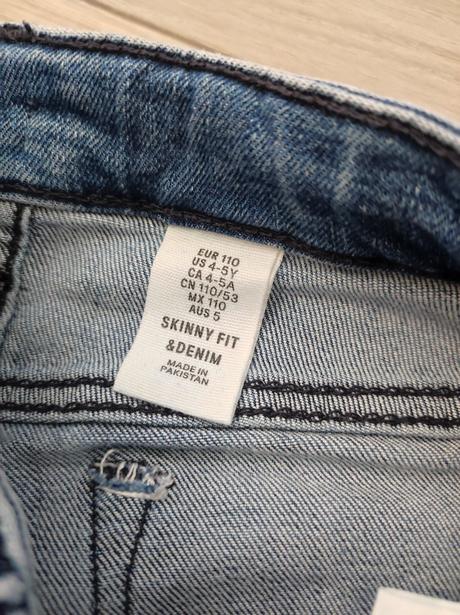 EUR 110
US 4-5Y
CA 4-5A
CN 110/53
MX 110
AUS 5
SKINNY FIT
&DENIM
MADE IN
PAKISTAN